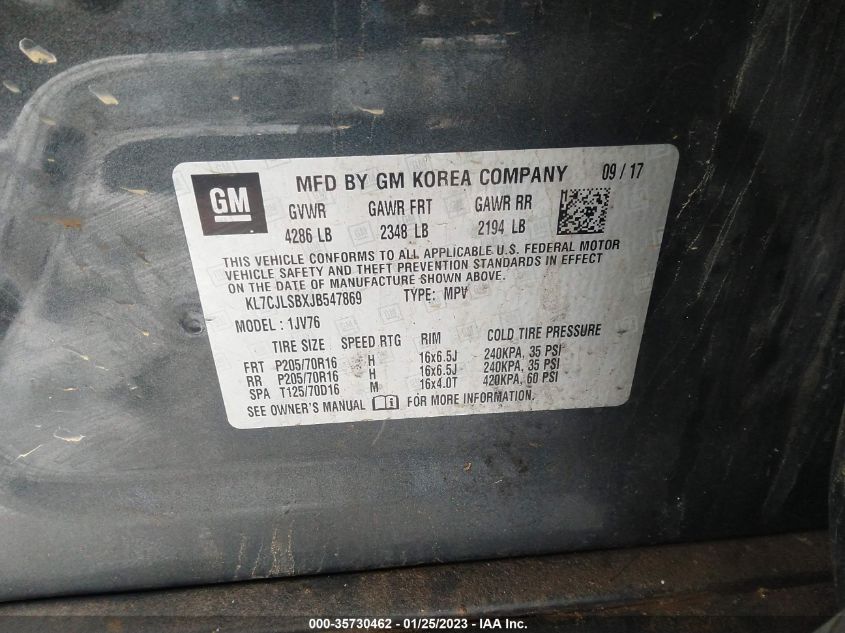 GM
MFD BY GM KOREA COMPANY 09/17
GVWR GAWR FRT GAWR RR
4286 LB 2348 LB 2194 LB
THIS VEHICLE CONFORMS TO ALL APPLICABLE U.S. FEDERAL MOTOR
VEHICLE SAFETY AND THEFT PREVENTION STANDARDS IN EFFECT
ON THE DATE OF MANUFACTURE SHOWN ABOVE.
KL7CJLSBXJB547869 TYPE: MPV
MODEL: 1JV76
TIRE SIZE SPEED RTG RIM COLD TIRE PRESSURE
FRT P205/70R16 H 16x6.5J 240KPA, 35 PSI
RR P205/70R16 H 16x6.5J 240KPA, 35 PSI
SPA T125/70D16 M 16x4.0T 420KPA, 60 PSI
SEE OWNER'S MANUAL FOR MORE INFORMATION.
000-35730462 - 01/25/2023 - IAA Inc.